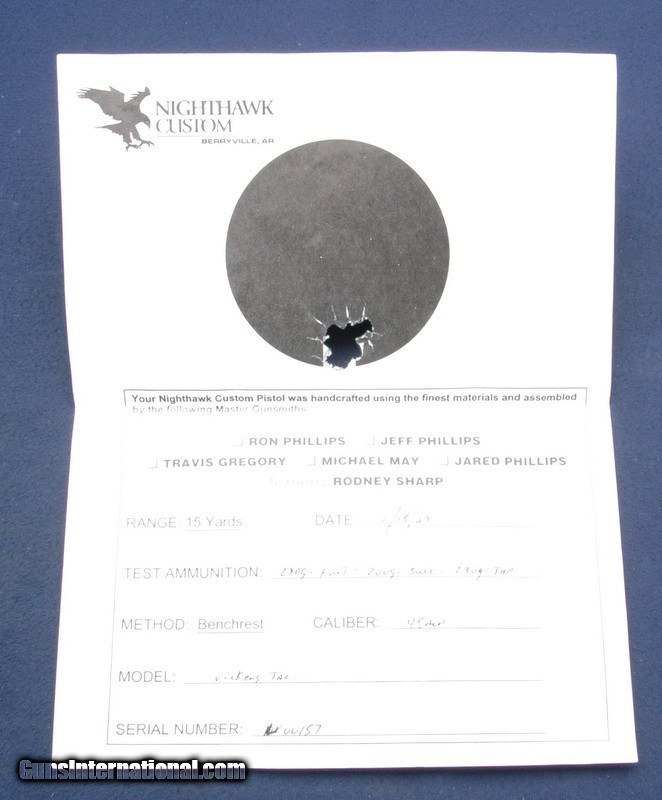 NIGHTHAWK
CUSTOM
BERRYVILLE, AR
Your Nighthawk Custom Pistol was handcrafted using the finest materials and assembled
by the following Master Gunsmiths
RON PHILLIPS JEFF PHILLIPS
TRAVIS GREGORY MICHAEL MAY JARED PHILLIPS
RODNEY SHARP
RANGE: 15 Yards DATE:
TEST AMMUNITION:
METHOD: Benchrest CALIBER:
MODEL: Vickers Tac
SERIAL NUMBER:
GunsInternational.com